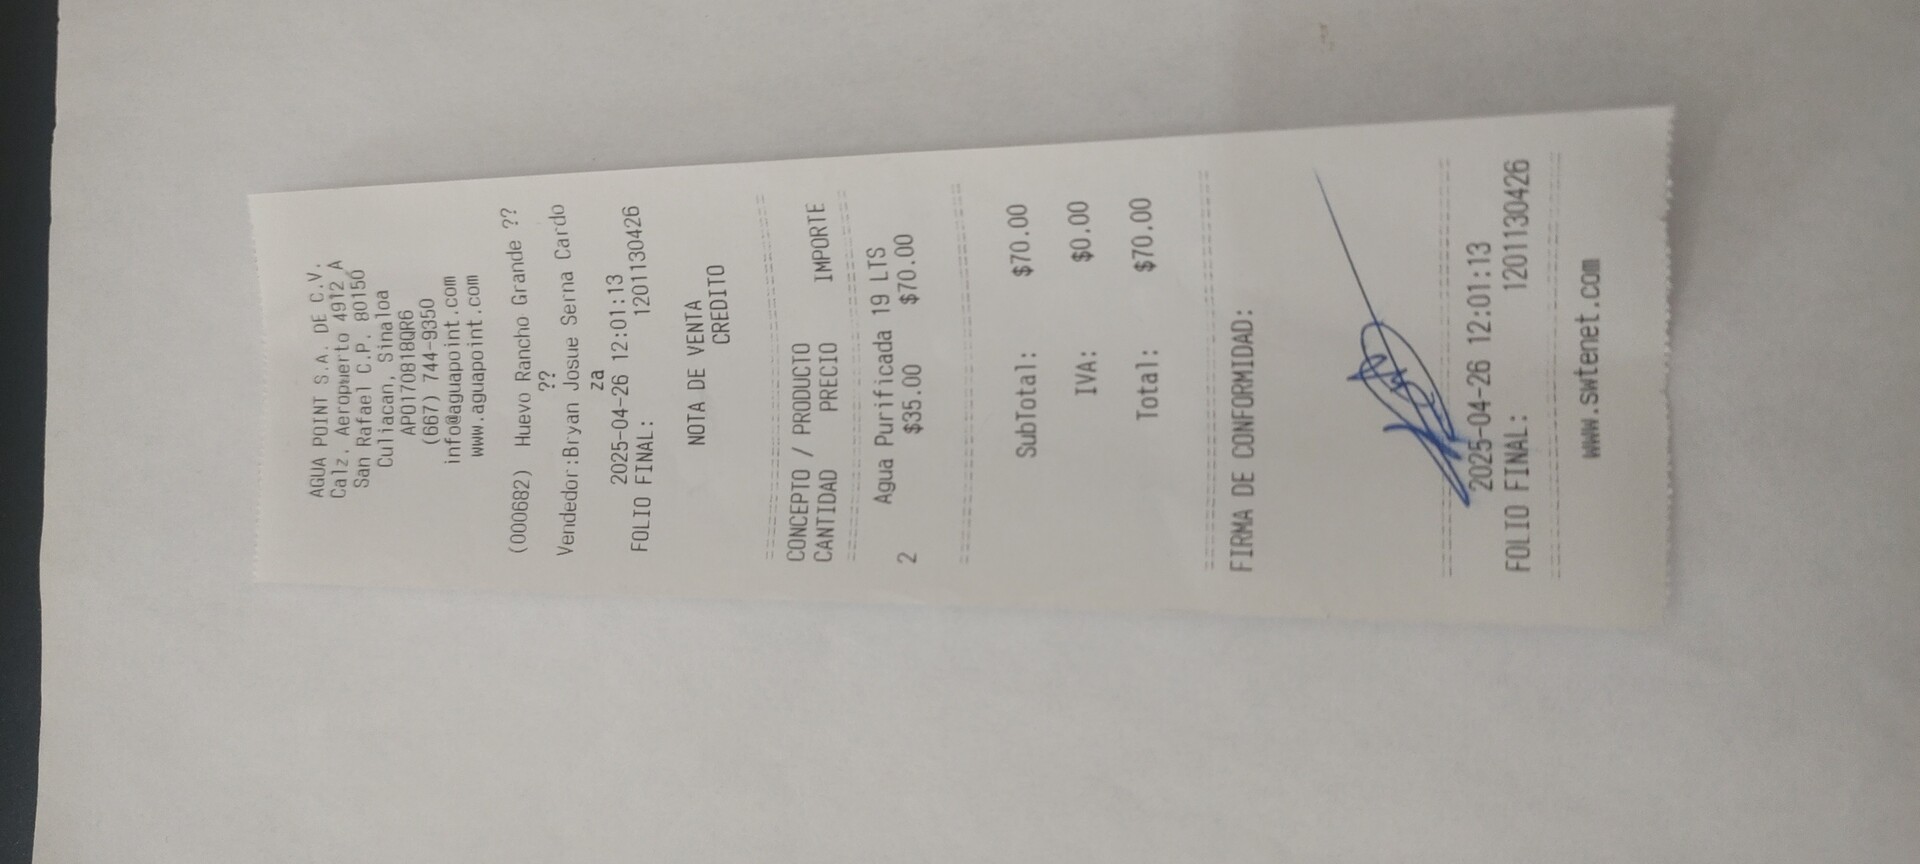 AGUA POINT S.A. DE C.V.
Calz. Aeropuerto 4912 A
San Rafael C.P. 80150
Culiacan, Sinaloa
APO170818QR6
(667) 744-9350
info@aguapoint.com
www.aguapoint.com
(000682) Huevo Rancho Grande ??
??
Vendedor:Bryan Josue Serna Cardo
za
2025-04-26 12:01:13
FOLIO FINAL: 1201130426
NOTA DE VENTA
CREDITO
CONCEPTO / PRODUCTO
CANTIDAD PRECIO IMPORTE
Agua Purificada 19 LTS
2 $35.00 $70.00
SubTotal: $70.00
IVA: $0.00
Total: $70.00
FIRMA DE CONFORMIDAD:
2025-04-26 12:01:13
FOLIO FINAL: 1201130426
www.swtenet.com